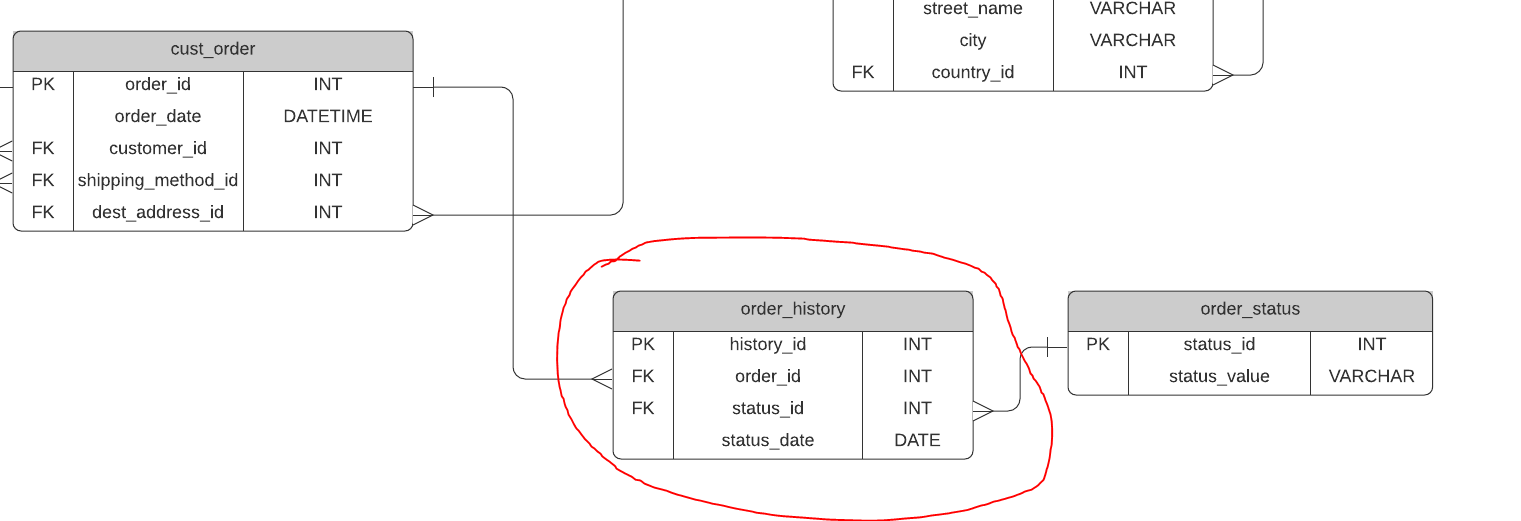 street_name VARCHAR
city VARCHAR
FK country_id INT
cust_order
PK order_id INT
order_date DATETIME
FK customer_id INT
FK shipping_method_id INT
FK dest_address_id INT
order_history
PK history_id INT
FK order_id INT
FK status_id INT
status_date DATE
order_status
PK status_id INT
status_value VARCHAR